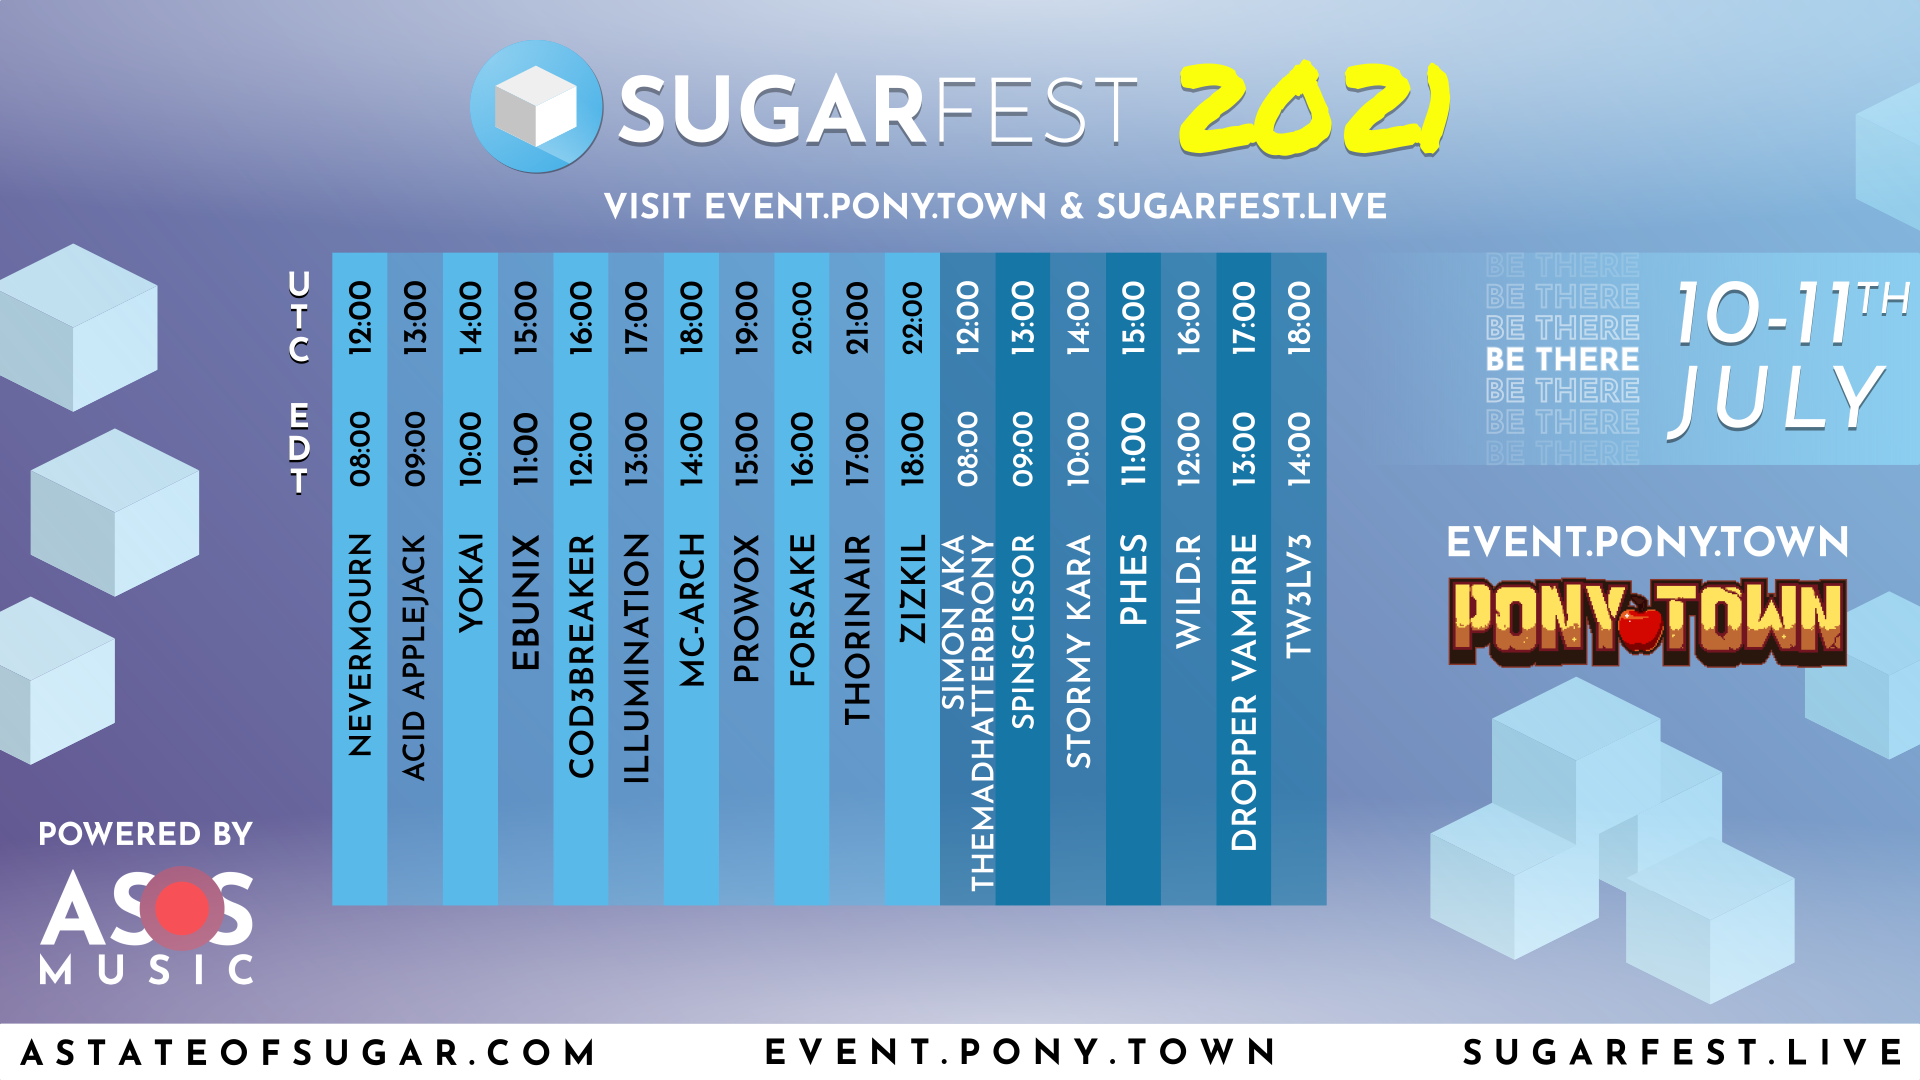 SUGARFEST 2021
VISIT EVENT.PONY.TOWN & SUGARFEST.LIVE
UTC
EDT
12:00 08:00 NEVERMOURN
13:00 09:00 ACID APPLEJACK
14:00 10:00 YOKAI
15:00 11:00 EBUNIX
16:00 12:00 COD3BREAKER
17:00 13:00 ILLUMINATION
18:00 14:00 MC-ARCH
19:00 15:00 PROWOX
20:00 16:00 FORSAKE
21:00 17:00 THORINAIR
22:00 18:00 ZIZKIL
12:00 08:00 SIMON AKA
THEMADHATTERBRONY
13:00 09:00 SPINSCISSOR
14:00 10:00 STORMY KARA
15:00 11:00 PHES
16:00 12:00 WILD.R
17:00 13:00 DROPPER VAMPIRE
18:00 14:00 TW3LV3
BE THERE
BE THERE
BE THERE
BE THERE
BE THERE
BE THERE
BE THERE
10-11TH
JULY
EVENT.PONY.TOWN
PONY TOWN
POWERED BY
ASOS
MUSIC
ASTATEOFSUGAR.COM
EVENT.PONY.TOWN
SUGARFEST.LIVE